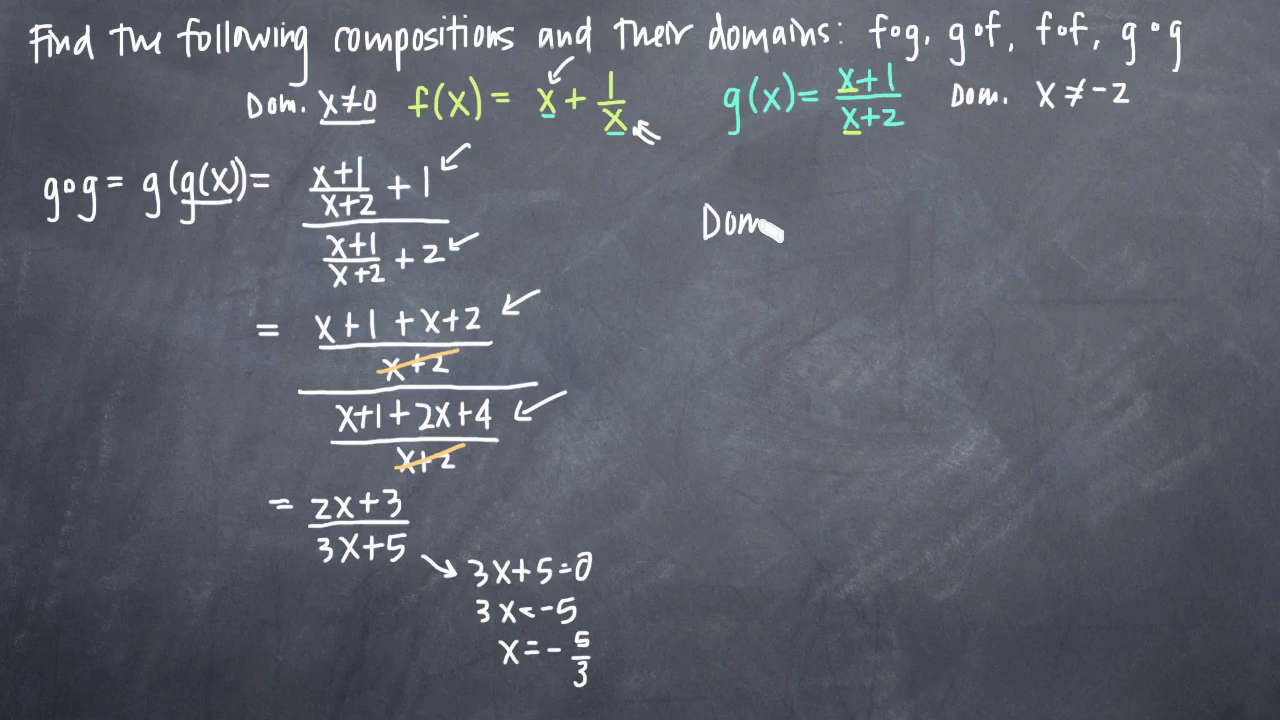 Find the following compositions and their domains: f∘g, g∘f, f∘f, g∘g
Dom. x≠0 f(x) = x + 1/x g(x) = (x+1)/(x+2) Dom. x ≠ -2
g∘g = g(g(x)) = ((x+1)/(x+2) + 1)/((x+1)/(x+2) + 2)
Dom
= ((x+1+x+2)/(x+2))/((x+1+2x+4)/(x+2))
= (2x+3)/(3x+5)
3x+5=0
3x=-5
x=-5/3